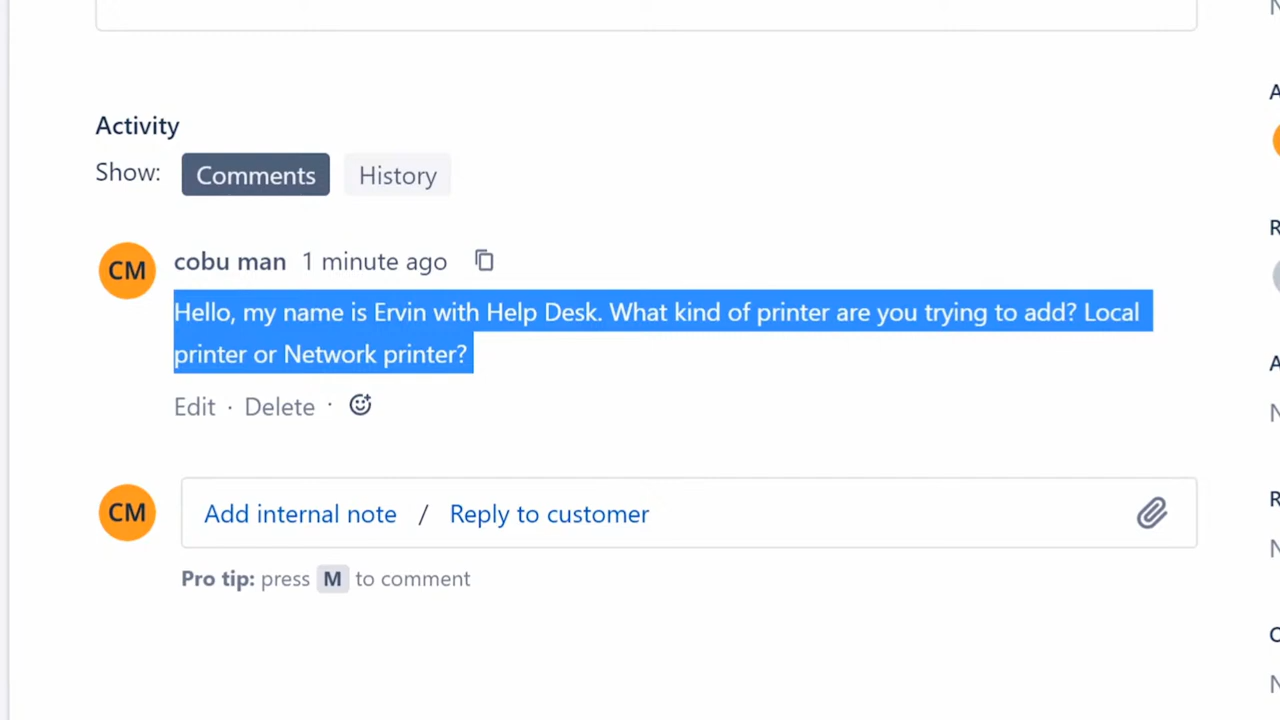 Activity
Show: Comments History
CM cobu man 1 minute ago
Hello, my name is Ervin with Help Desk. What kind of printer are you trying to add? Local
printer or Network printer?
Edit · Delete ·
CM Add internal note / Reply to customer
Pro tip: press M to comment